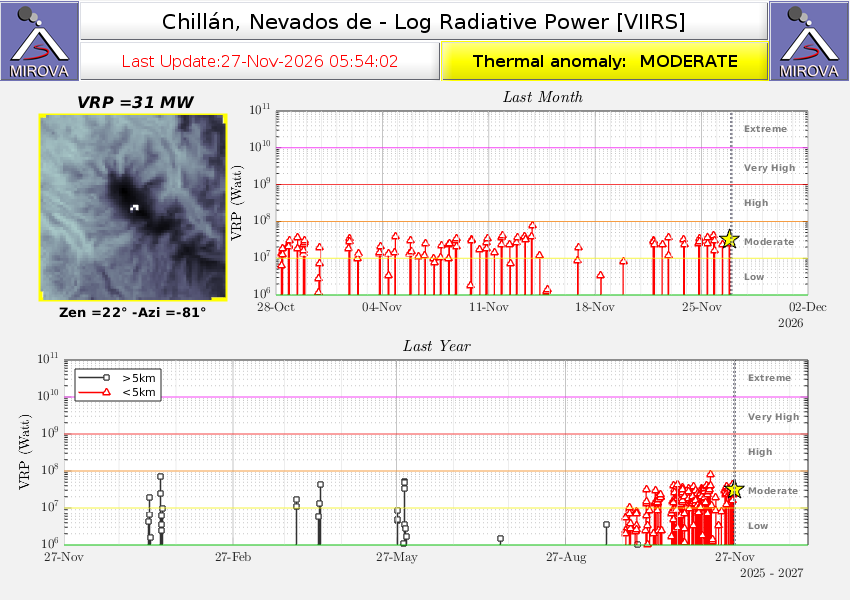 MIROVA
Chillán, Nevados de - Log Radiative Power [VIIRS]
MIROVA
Last Update:27-Nov-2026 05:54:02
Thermal anomaly: MODERATE
VRP =31 MW
Zen =22° -Azi =-81°
Last Month
VRP (Watt)
10¹¹
10¹⁰
10⁹
10⁸
10⁷
10⁶
Extreme
Very High
High
Moderate
Low
28-Oct 04-Nov 11-Nov 18-Nov 25-Nov 02-Dec
2026
Last Year
VRP (Watt)
10¹¹
10¹⁰
10⁹
10⁸
10⁷
10⁶
>5km
<5km
Extreme
Very High
High
Moderate
Low
27-Nov 27-Feb 27-May 27-Aug 27-Nov
2025 - 2027